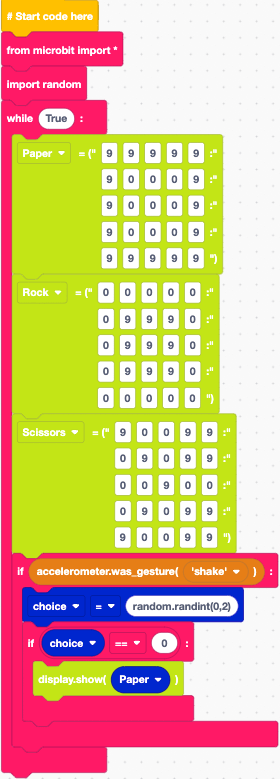 # Start code here
from microbit import *
import random
while True :
Paper = (" 9 9 9 9 9 :"
9 0 0 0 9 :"
9 0 0 0 9 :"
9 0 0 0 9 :"
9 9 9 9 9 ")
Rock = (" 0 0 0 0 0 :"
0 9 9 9 0 :"
0 9 9 9 0 :"
0 9 9 9 0 :"
0 0 0 0 0 ")
Scissors = (" 9 0 0 9 9 :"
0 9 0 9 9 :"
0 0 9 0 0 :"
0 9 0 9 9 :"
9 0 0 9 9 ")
if accelerometer.was_gesture( 'shake' ) :
choice = random.randint(0,2)
if choice == 0 :
display.show( Paper )